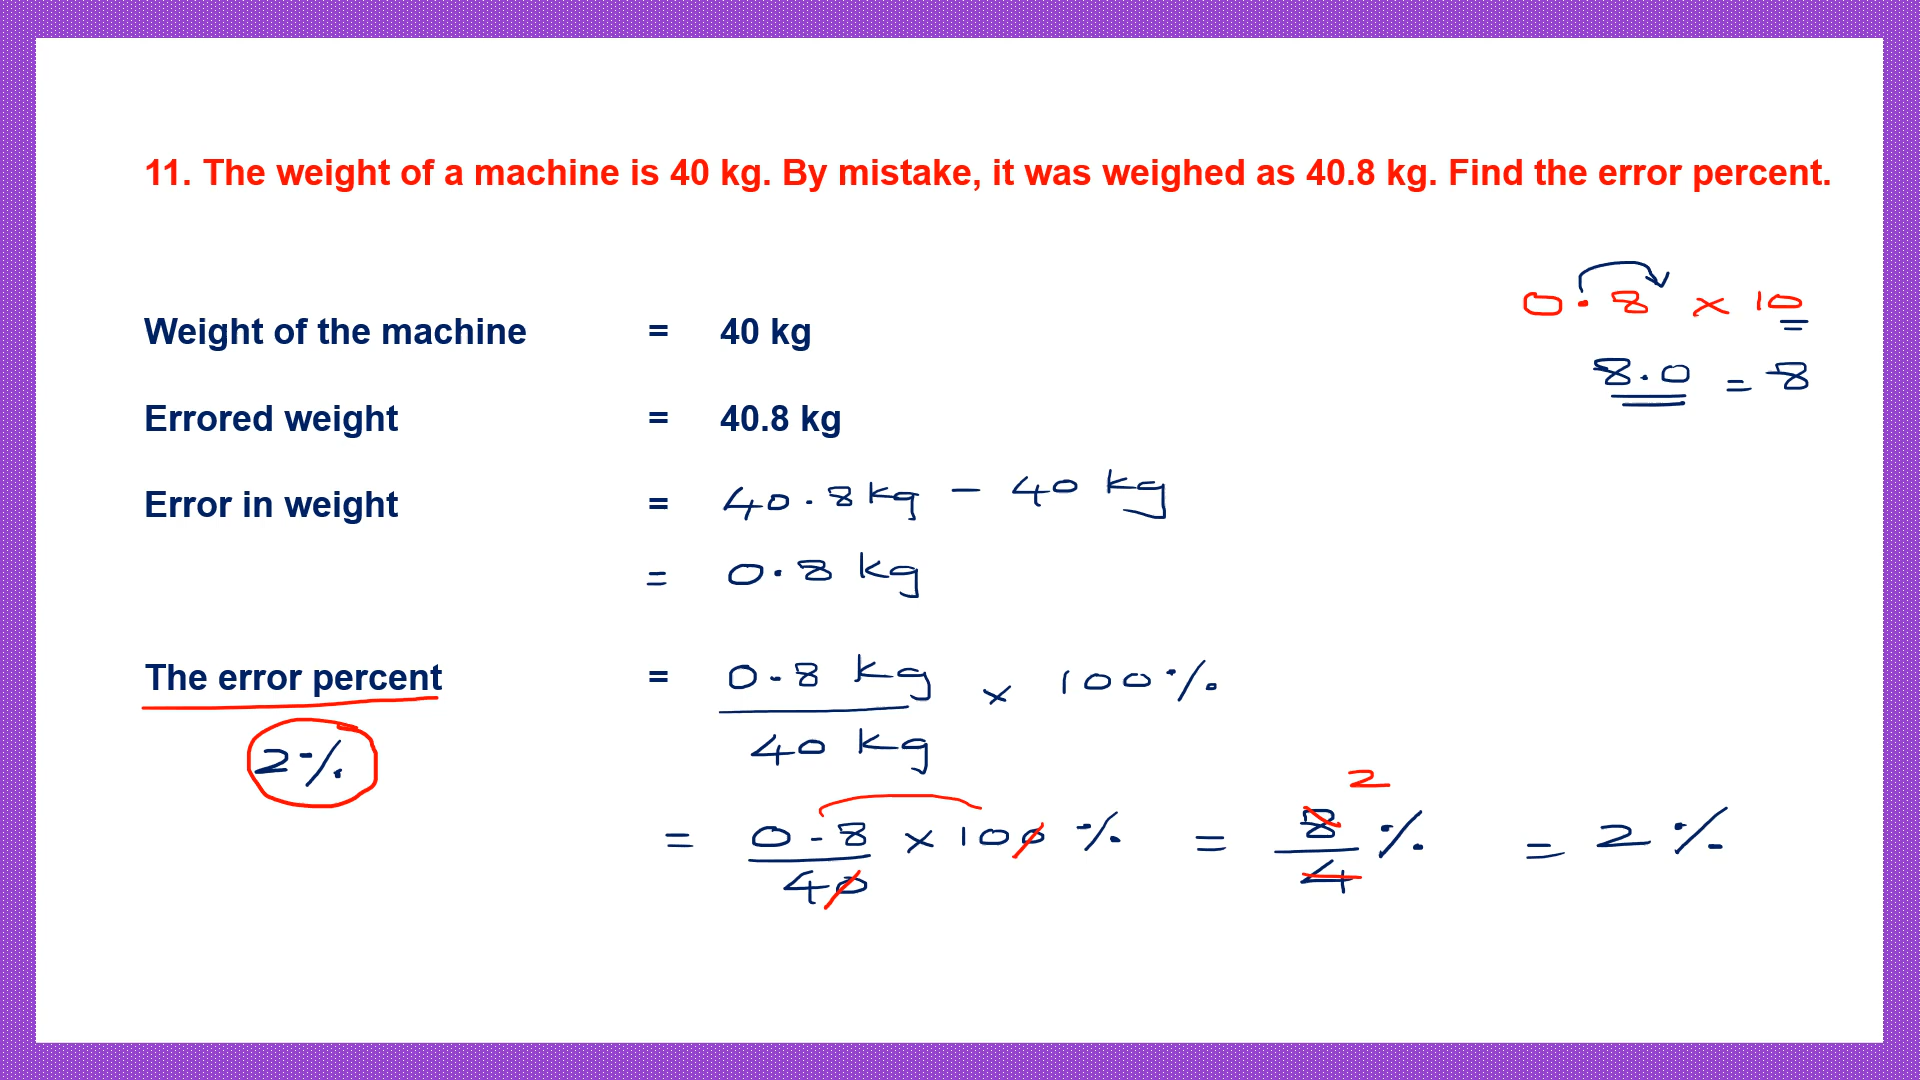 11. The weight of a machine is 40 kg. By mistake, it was weighed as 40.8 kg. Find the error percent.
0.8 × 10
8.0 = 8
Weight of the machine = 40 kg
Errored weight = 40.8 kg
Error in weight = 40.8 kg - 40 kg
= 0.8 kg
The error percent = 0.8 kg × 100 %
40 kg
2 %
2
= 0.8 × 100 % = 8 % = 2 %
40 4